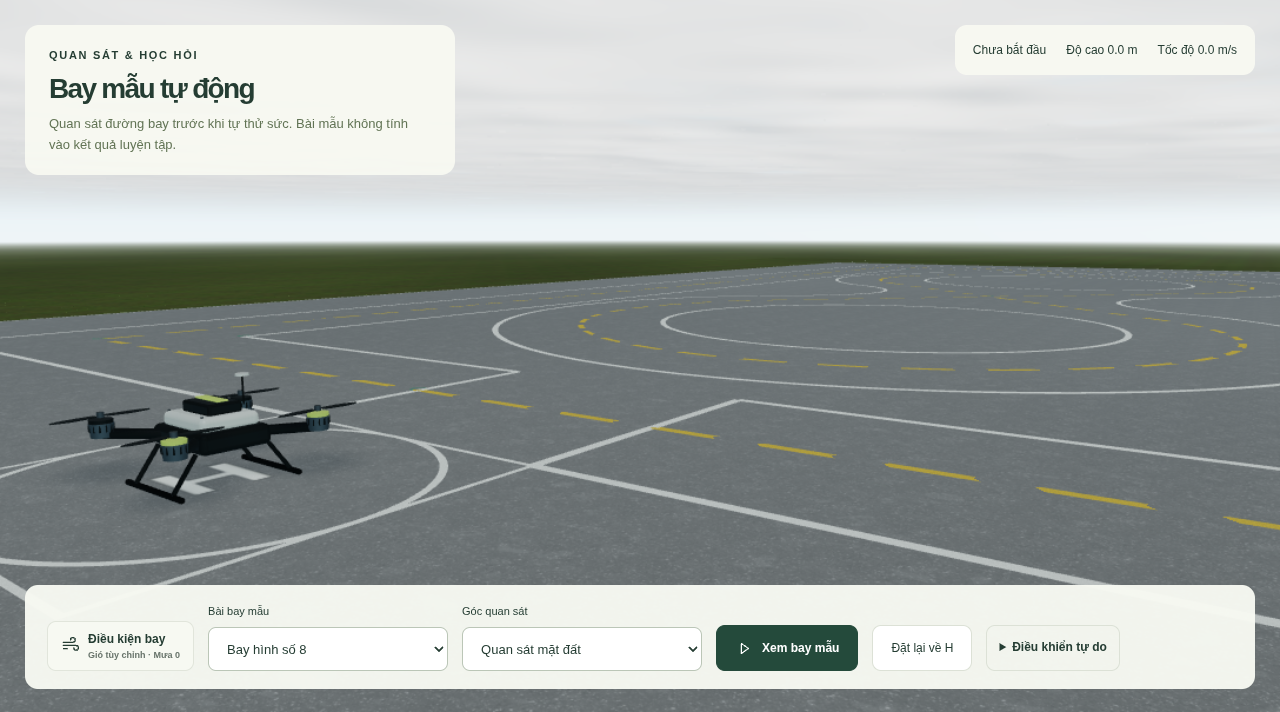 QUAN SÁT & HỌC HỎI
Bay mẫu tự động
Quan sát đường bay trước khi tự thử sức. Bài mẫu không tính
vào kết quả luyện tập.
Chưa bắt đầu Độ cao 0.0 m Tốc độ 0.0 m/s
H
Điều kiện bay
Gió tùy chỉnh · Mưa 0
Bài bay mẫu
Bay hình số 8
Góc quan sát
Quan sát mặt đất
Xem bay mẫu
Đặt lại về H
Điều khiển tự do